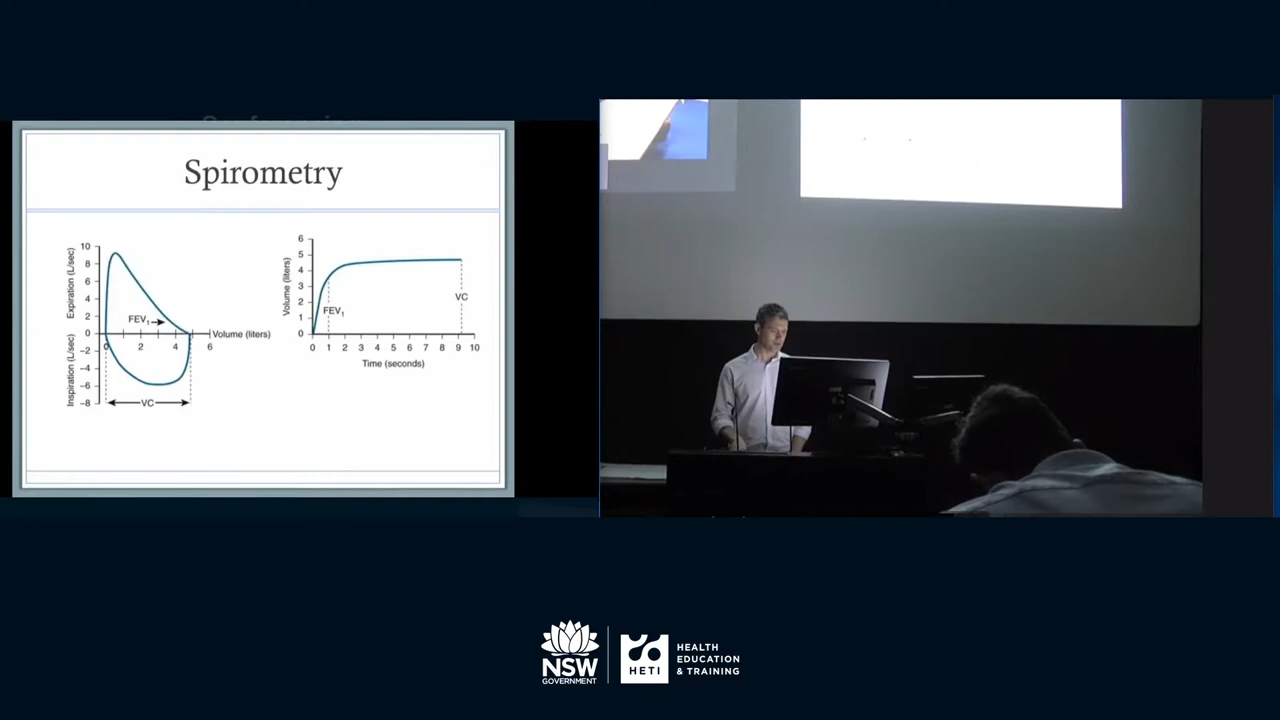 Spirometry
Expiration (L/sec)
Inspiration (L/sec)
10
8
6
4
2
0
−2
−4
−6
−8
FEV₁
0
2
4
6
Volume (liters)
VC
Volume (liters)
6
5
4
3
2
1
0
FEV₁
VC
0 1 2 3 4 5 6 7 8 9 10
Time (seconds)
NSW
GOVERNMENT
HETI
HEALTH
EDUCATION
& TRAINING